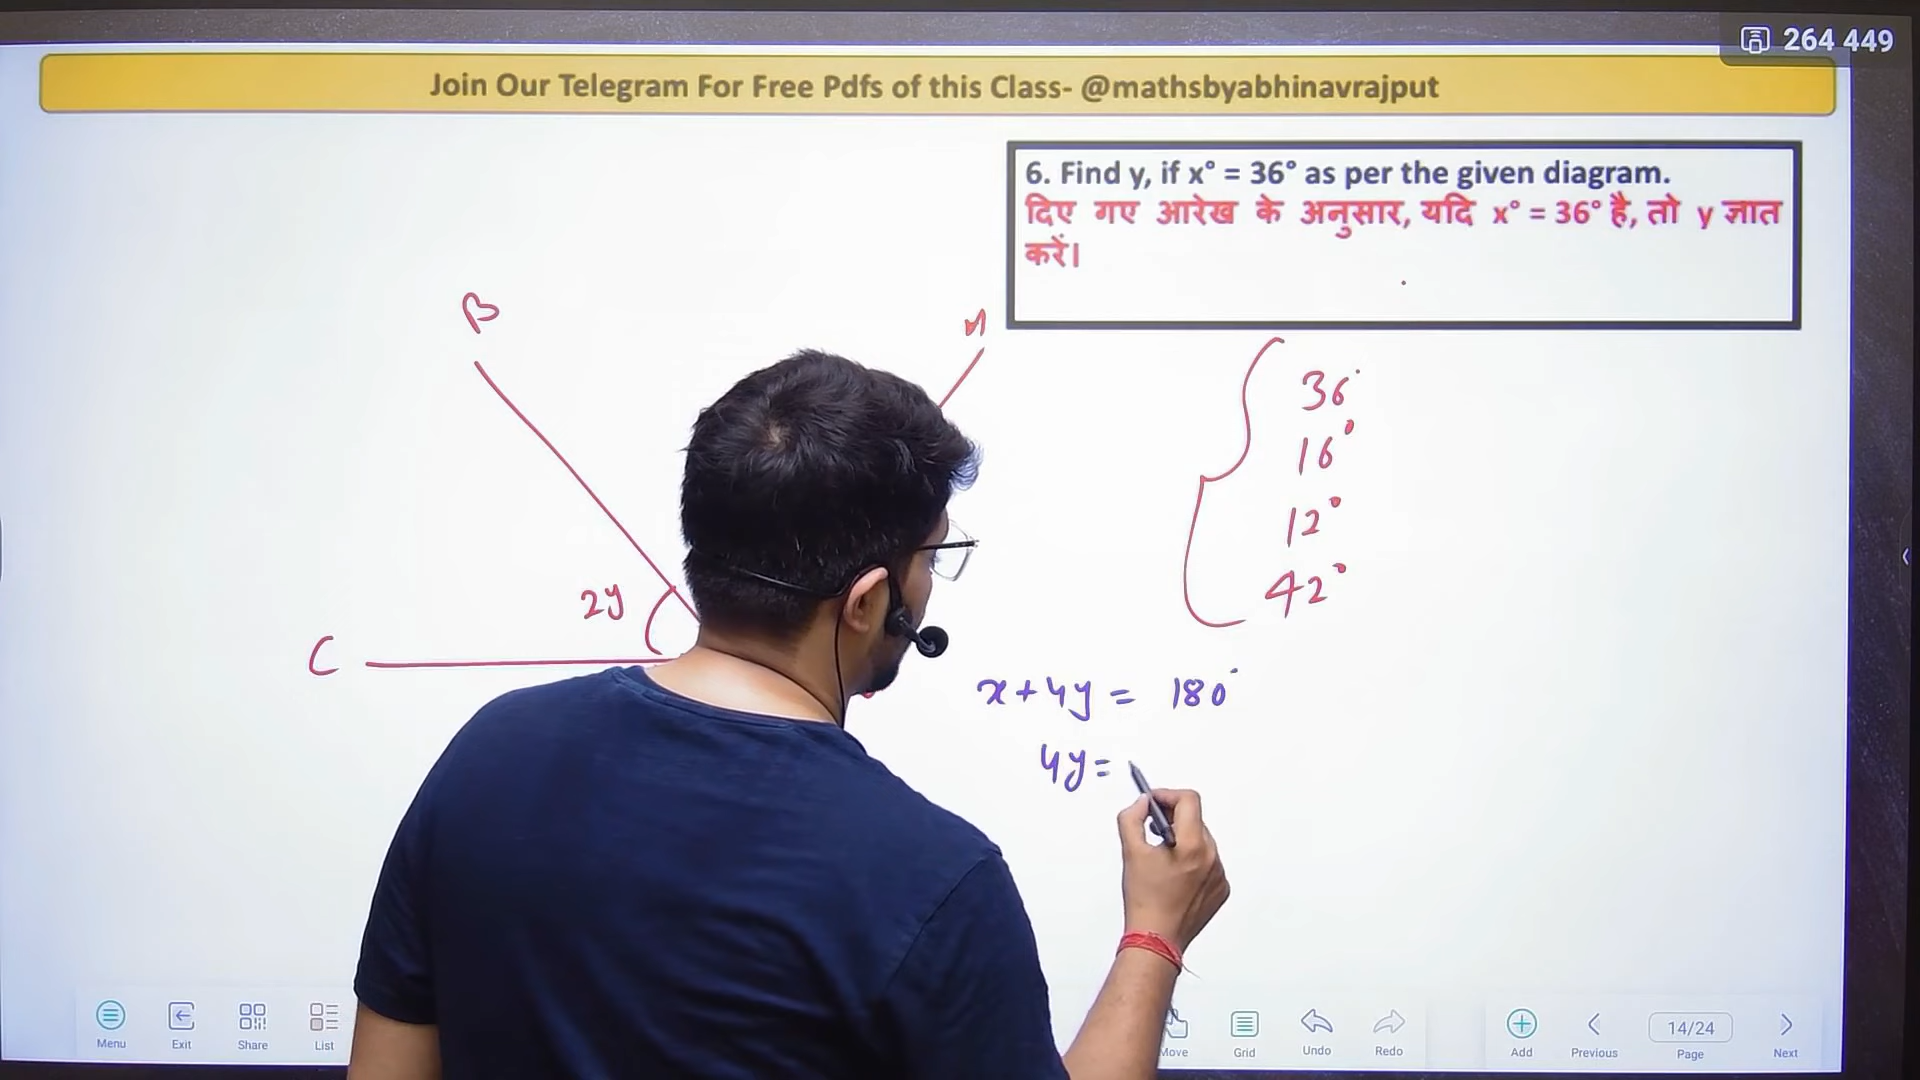 264 449
Join Our Telegram For Free Pdfs of this Class- @mathsbyabhinavrajput
6. Find y, if x° = 36° as per the given diagram.
दिए गए आरेख के अनुसार, यदि x° = 36° है, तो y ज्ञात
करें।
B
A
36°
16°
12°
42°
2y
C
x+4y = 180°
4y=
Menu
Exit
Share
List
Move
Grid
Undo
Redo
Add
Previous
14/24
Page
Next